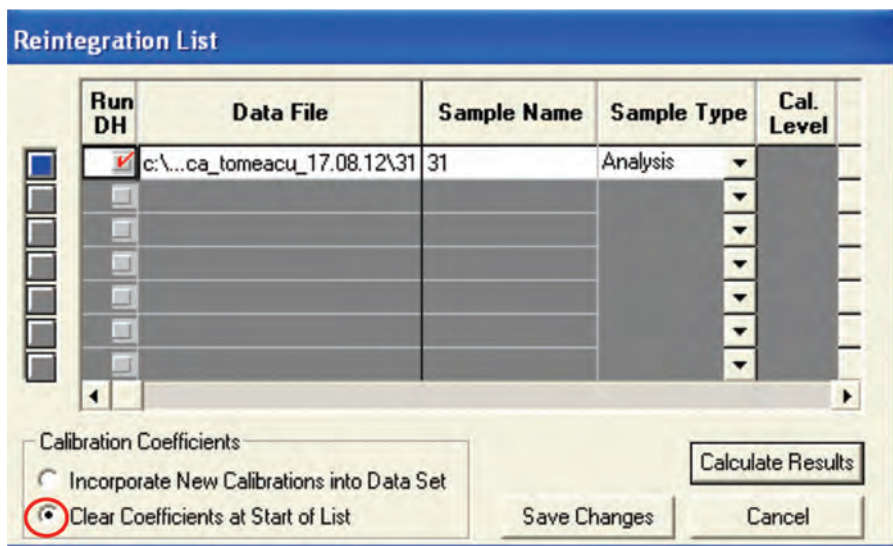 Reintegration List
Run DH Data File Sample Name Sample Type Cal. Level
c:\...ca_tomeacu_17.08.12\31 31 Analysis
Calibration Coefficients
Incorporate New Calibrations into Data Set
Calculate Results
Clear Coefficients at Start of List
Save Changes Cancel